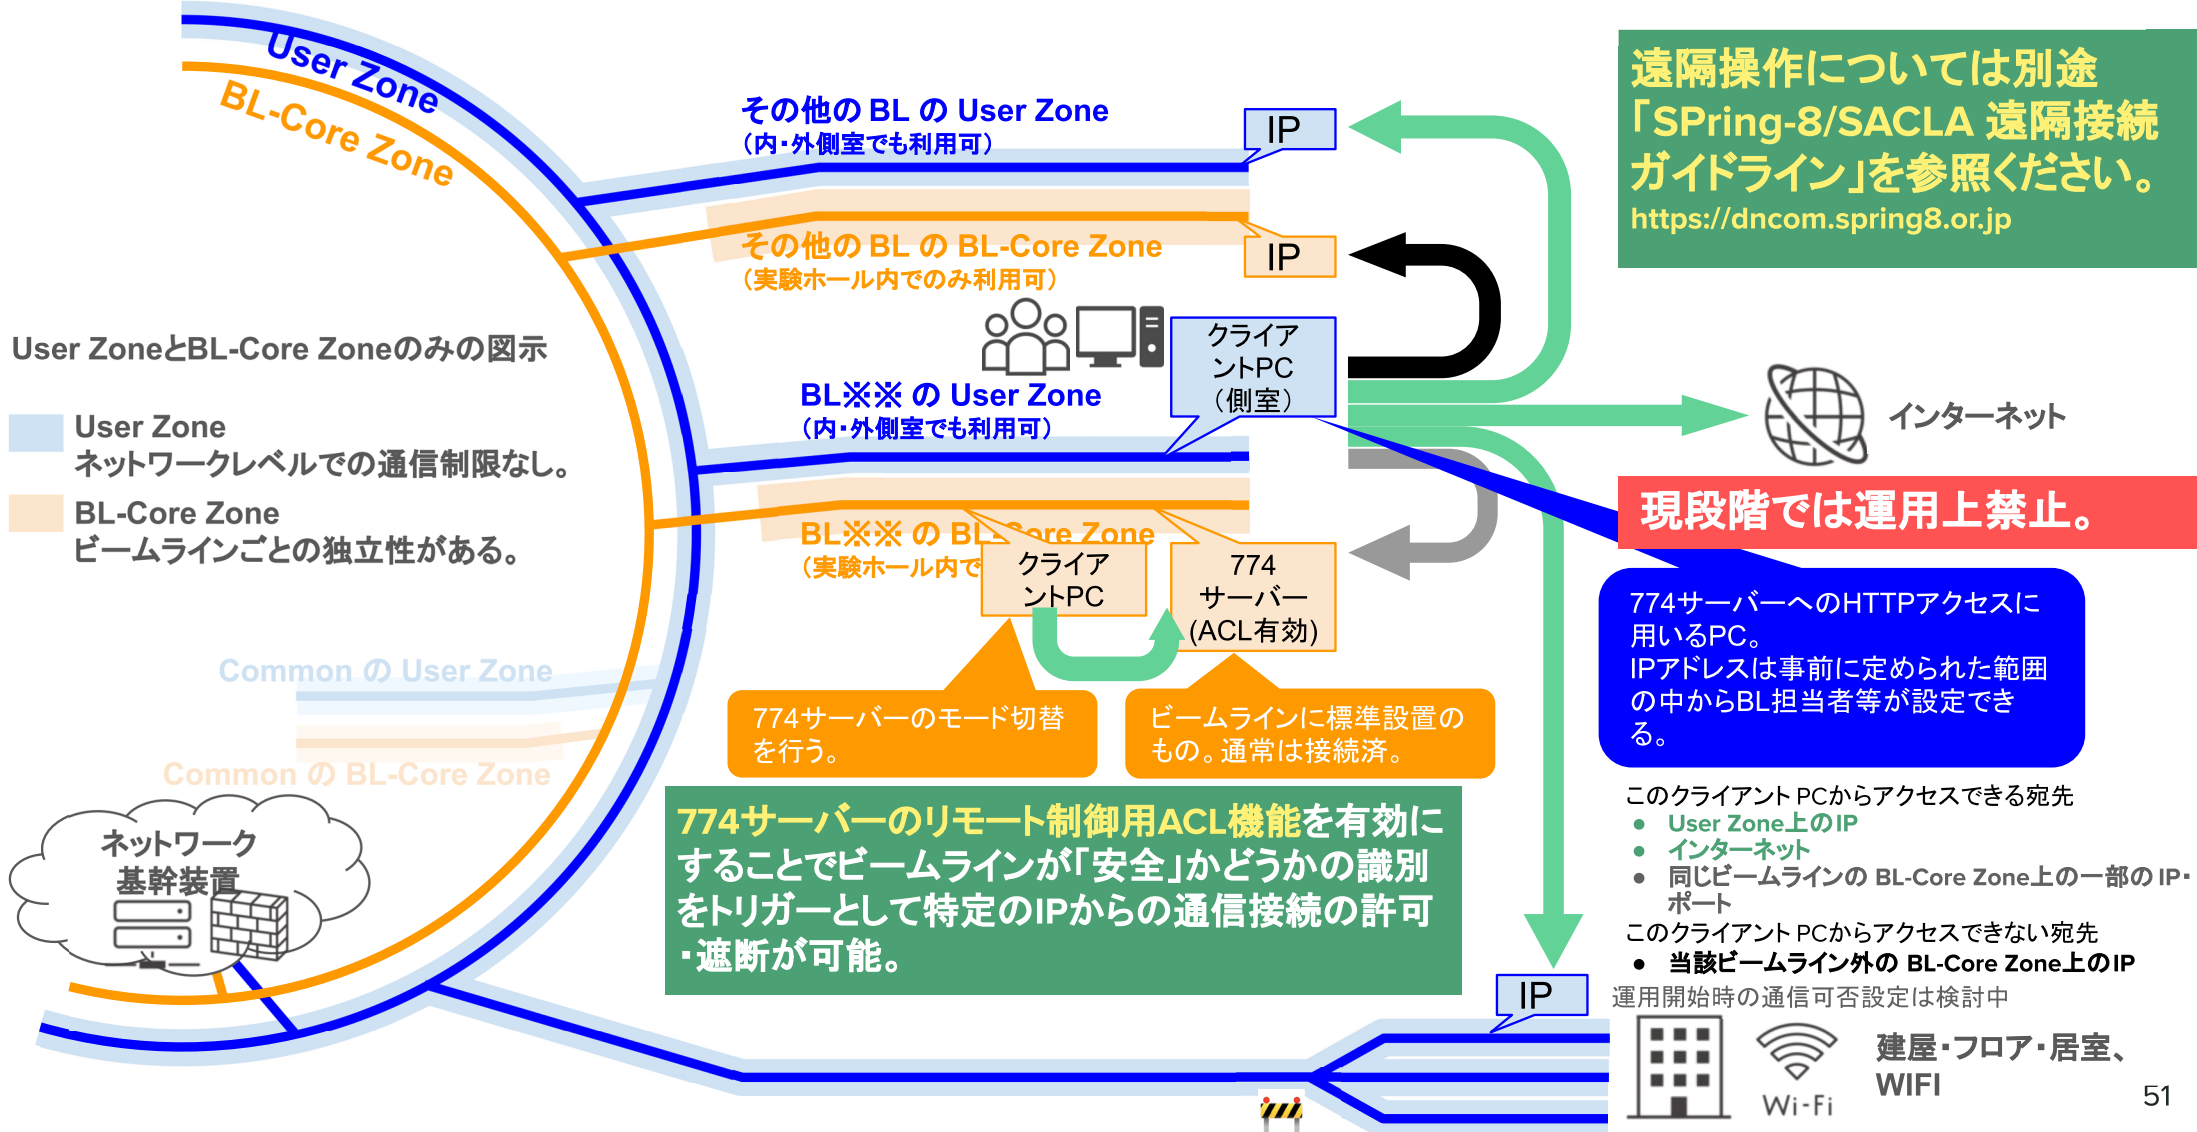 User Zone
BL-Core Zone
その他の BL の User Zone
（内・外側室でも利用可）
IP
その他の BL の BL-Core Zone
（実験ホール内でのみ利用可）
IP
遠隔操作については別途
「SPring-8/SACLA 遠隔接続
ガイドライン」を参照ください。
https://dncom.spring8.or.jp
User ZoneとBL-Core Zoneのみの図示
User Zone
ネットワークレベルでの通信制限なし。
BL-Core Zone
ビームラインごとの独立性がある。
クライア
ントPC
（側室）
BL※※ の User Zone
（内・外側室でも利用可）
インターネット
現段階では運用上禁止。
BL※※ の BL-Core Zone
（実験ホール内で
クライア
ントPC
774
サーバー
(ACL有効)
774サーバーへのHTTPアクセスに
用いるPC。
IPアドレスは事前に定められた範囲
の中からBL担当者等が設定でき
る。
Common の User Zone
Common の BL-Core Zone
774サーバーのモード切替
を行う。
ビームラインに標準設置の
もの。通常は接続済。
ネットワーク
基幹装置
774サーバーのリモート制御用ACL機能を有効に
することでビームラインが「安全」かどうかの識別
をトリガーとして特定のIPからの通信接続の許可
・遮断が可能。
このクライアント PCからアクセスできる宛先
● User Zone上のIP
● インターネット
● 同じビームラインの BL-Core Zone上の一部の IP・
ポート
このクライアント PCからアクセスできない宛先
● 当該ビームライン外の BL-Core Zone上のIP
運用開始時の通信可否設定は検討中
IP
Wi-Fi
建屋・フロア・居室、
WIFI
51